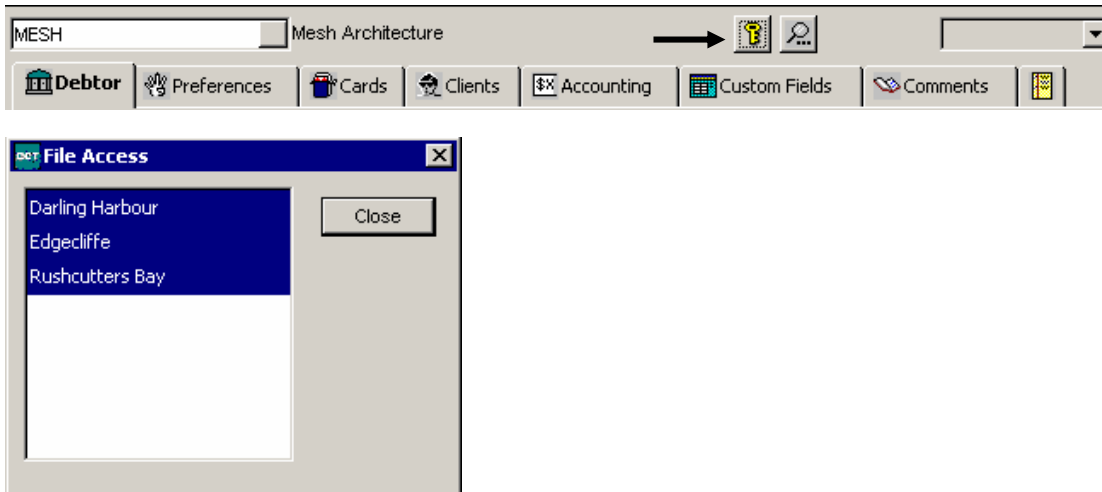 MESH Mesh Architecture
Debtor Preferences Cards Clients $x Accounting Custom Fields Comments
File Access
Darling Harbour Close
Edgecliffe
Rushcutters Bay